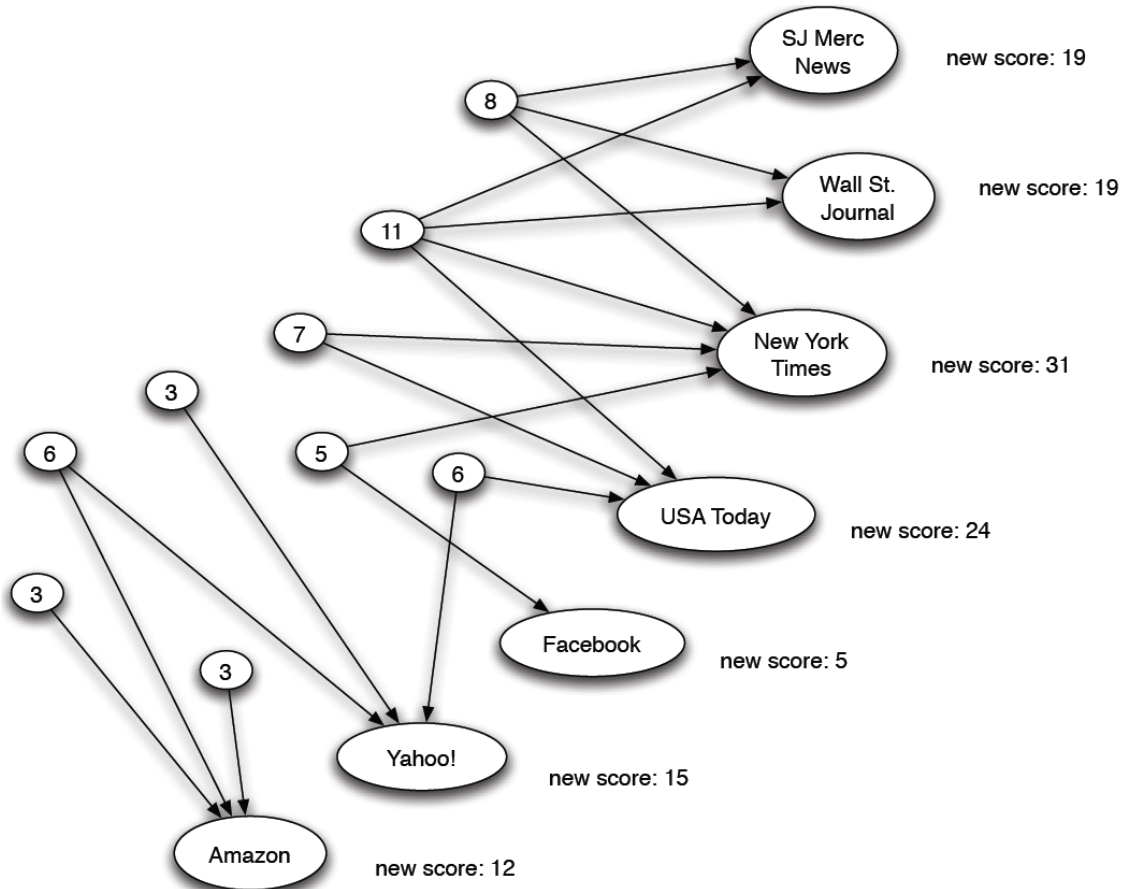 SJ Merc
News
new score: 19
8
Wall St.
Journal
new score: 19
11
7
New York
Times
new score: 31
3
6
5
6
USA Today
new score: 24
3
Facebook
new score: 5
3
Yahoo!
new score: 15
Amazon
new score: 12